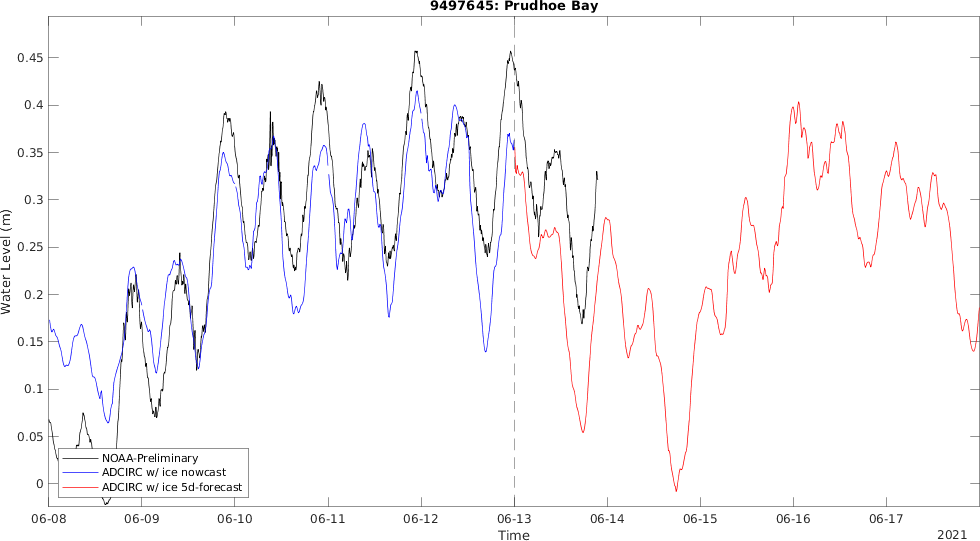 9497645: Prudhoe Bay
Water Level (m)
0.45
0.4
0.35
0.3
0.25
0.2
0.15
0.1
0.05
0
NOAA-Preliminary
ADCIRC w/ ice nowcast
ADCIRC w/ ice 5d-forecast
06-08 06-09 06-10 06-11 06-12 06-13 06-14 06-15 06-16 06-17
Time
2021